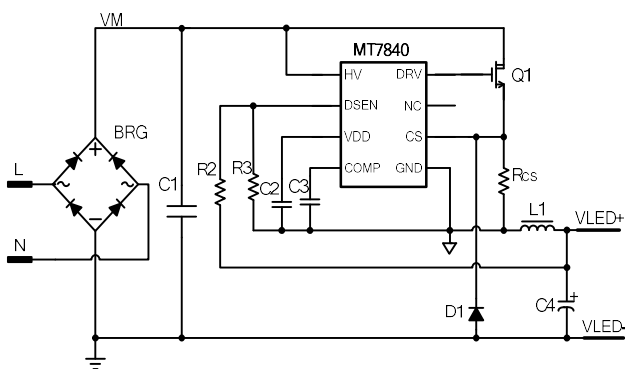 VM
MT7840
HV
DRV
Q1
DSEN
NC
BRG
VDD
CS
L
R2
R3
COMP
GND
C1
C2
C3
RCS
L1
VLED+
N
D1
C4
+
VLED-
+
~
~
−